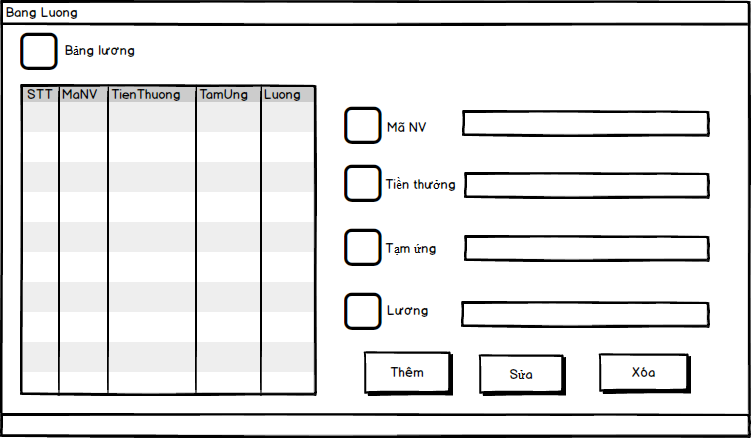 Bang Luong
Bảng lương
STT MaNV TienThuong TamUng Luong
Mã NV
Tiền thưởng
Tạm ứng
Lương
Thêm Sửa Xóa